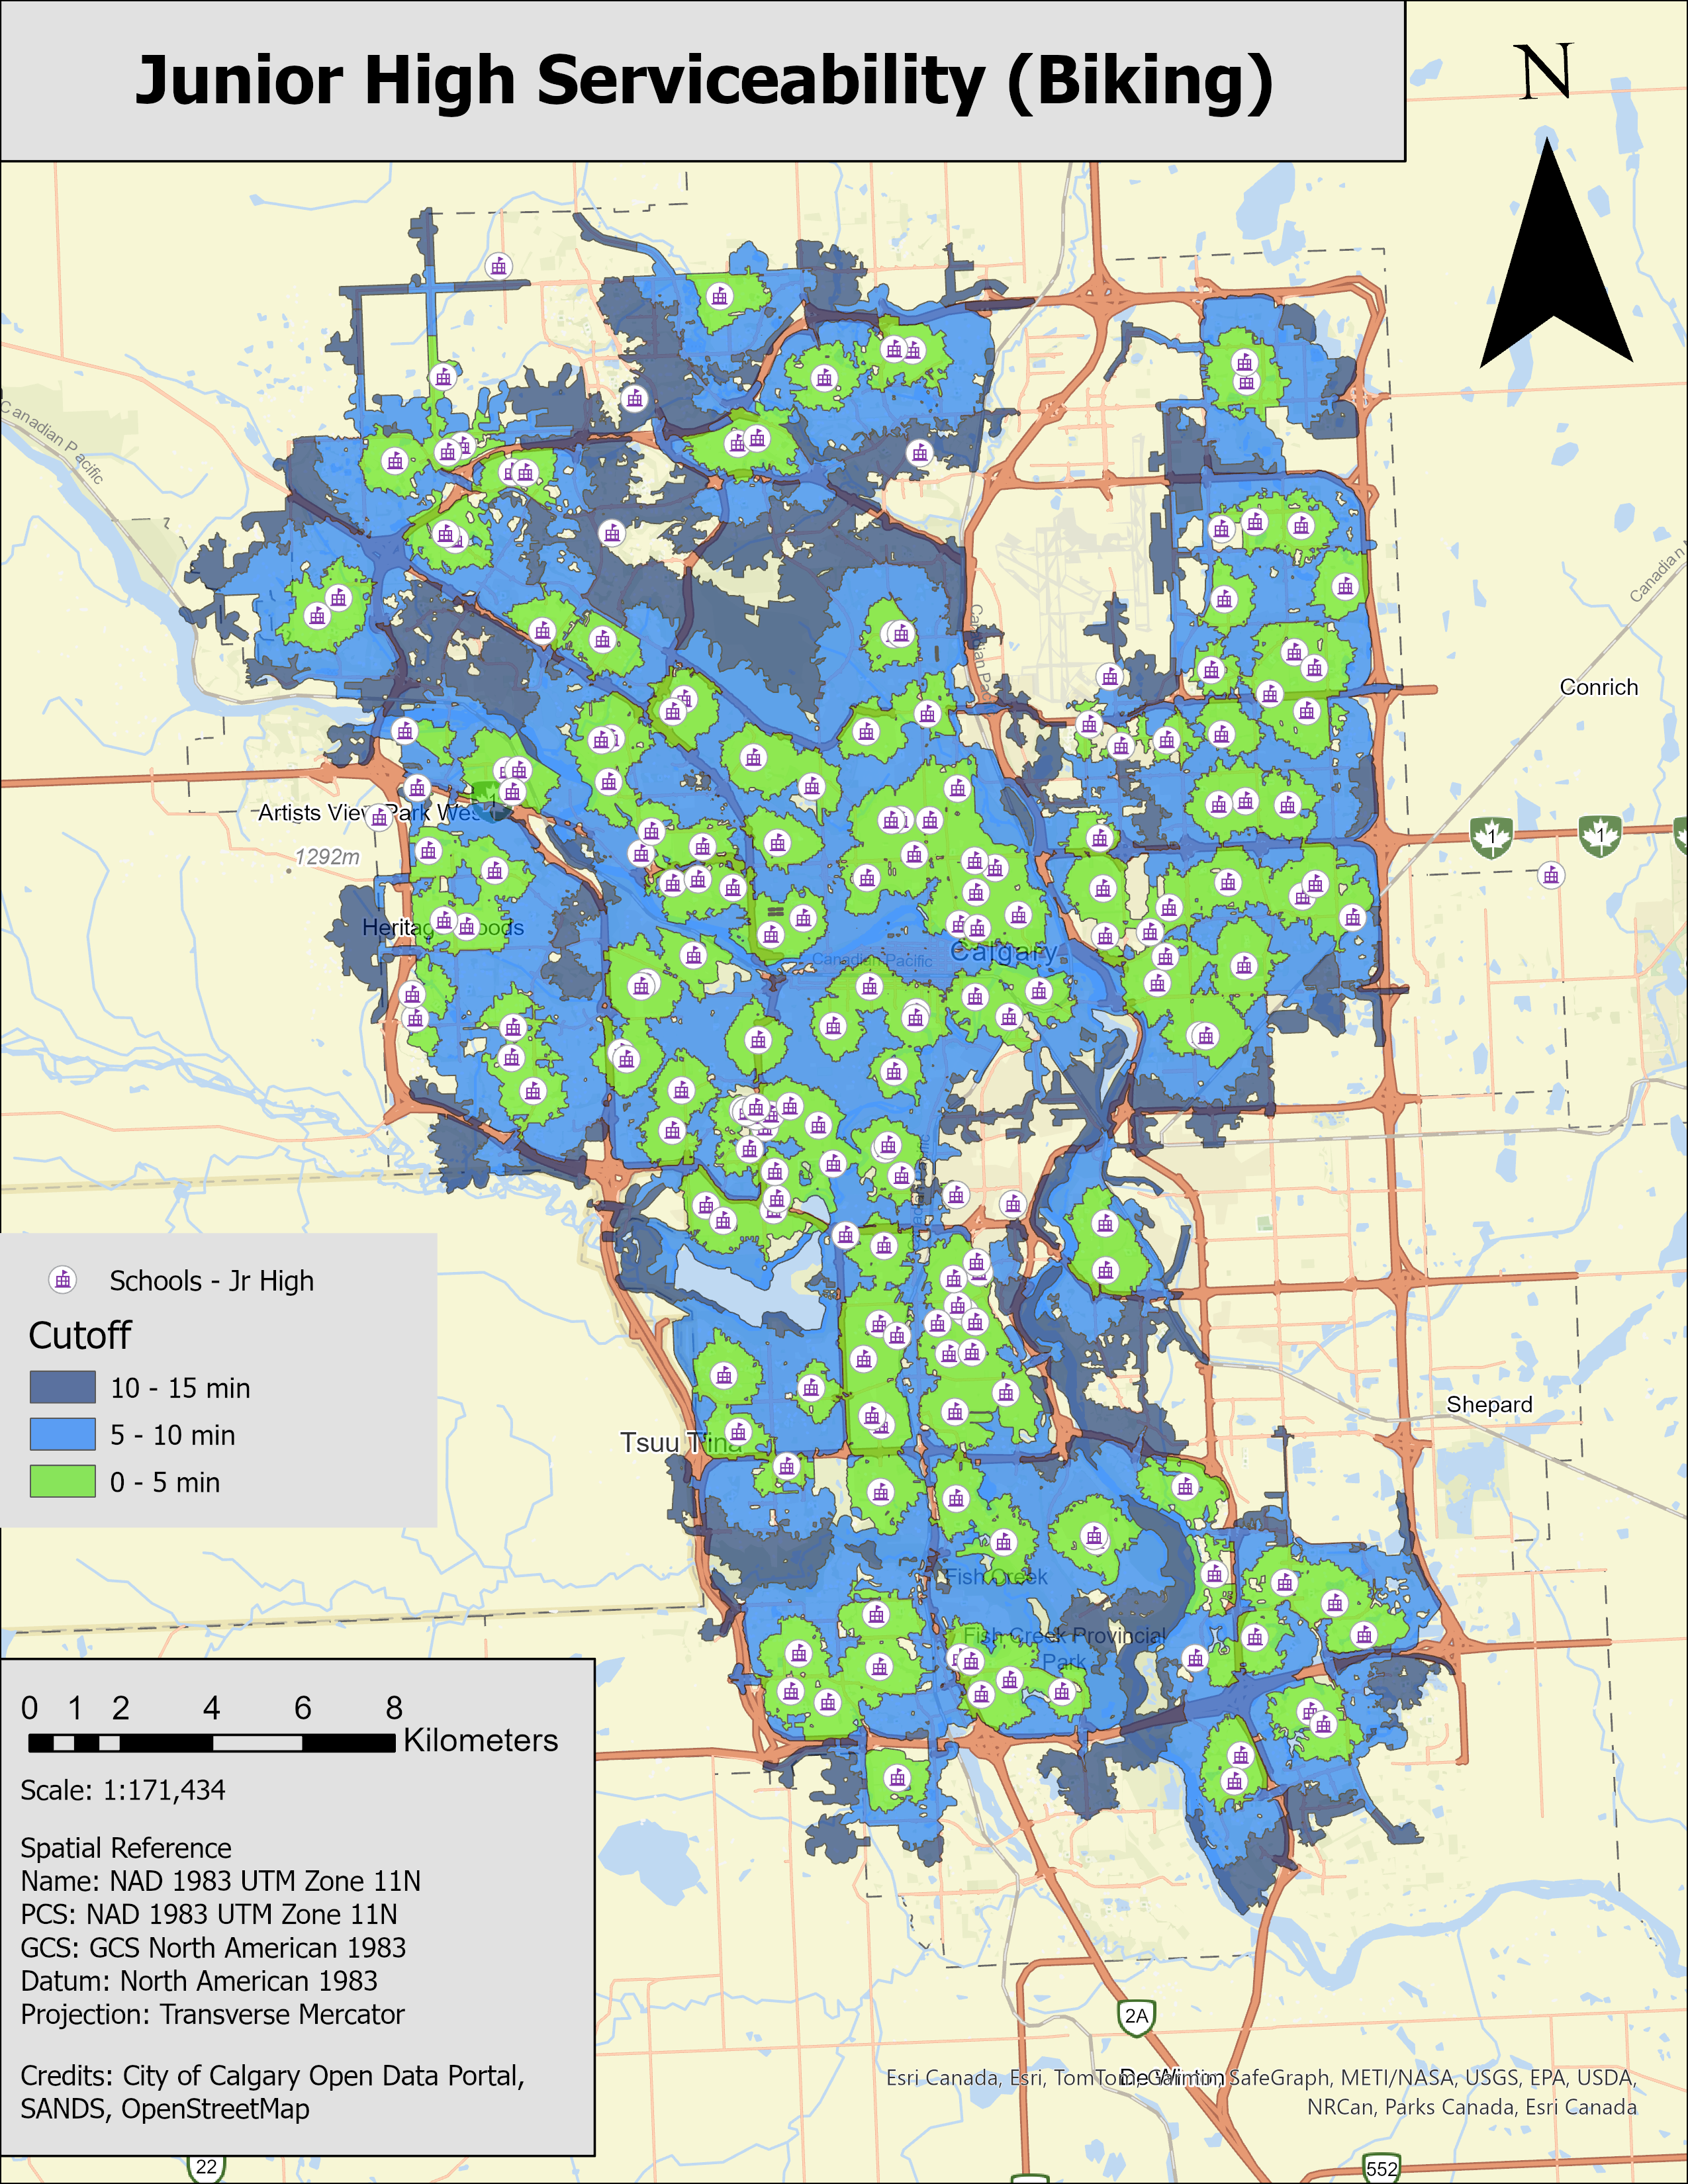 Junior High Serviceability (Biking)
N
Canadian Pacific
Canadian
Conrich
Artists View Park Wes
1292m
1
1
Heritag oods
Calgary
Canadian Pacific
Schools - Jr High
Cutoff
10 - 15 min
5 - 10 min
0 - 5 min
Shepard
Tsuu T'ina
Fish Creek
Fish Creek Provincial
Park
0 1 2 4 6 8
Kilometers
Scale: 1:171,434
Spatial Reference
Name: NAD 1983 UTM Zone 11N
PCS: NAD 1983 UTM Zone 11N
GCS: GCS North American 1983
Datum: North American 1983
Projection: Transverse Mercator
Credits: City of Calgary Open Data Portal,
SANDS, OpenStreetMap
2A
De Winton
Esri Canada, Esri, TomTom, Garmin, SafeGraph, METI/NASA, USGS, EPA, USDA,
NRCan, Parks Canada, Esri Canada
22
552